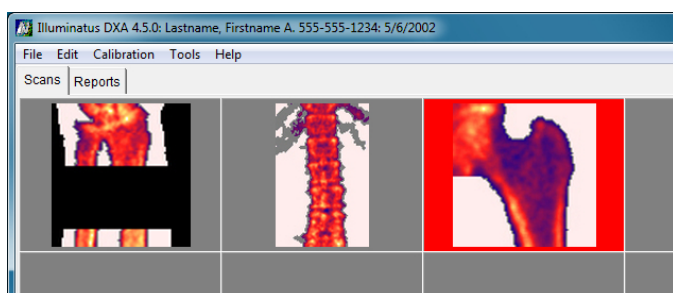 Illuminatus DXA 4.5.0: Lastname, Firstname A. 555-555-1234: 5/6/2002
File Edit Calibration Tools Help
Scans Reports